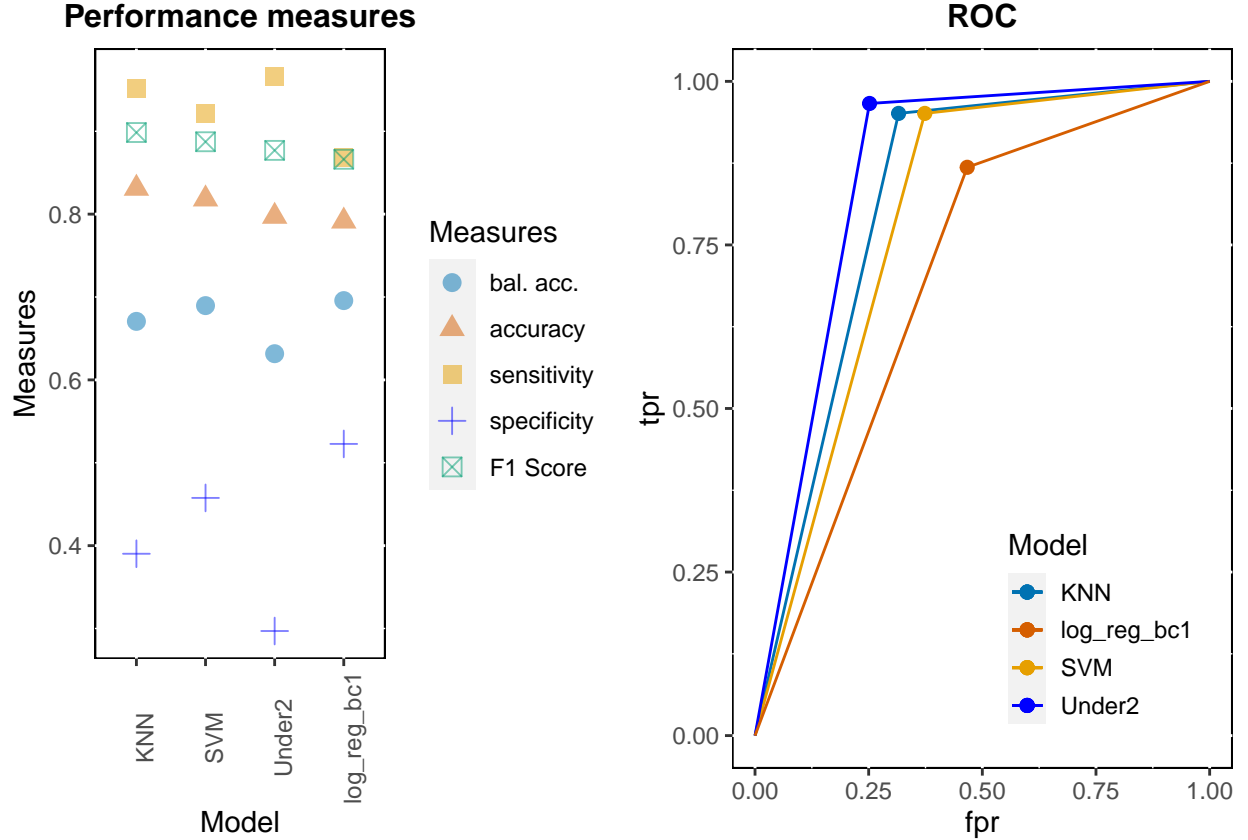 Performance measures
Measures
0.8
0.6
0.4
KNN
SVM
Under2
log_reg_bc1
Model
Measures
bal. acc.
accuracy
sensitivity
specificity
F1 Score
ROC
tpr
1.00
0.75
0.50
0.25
0.00
0.00 0.25 0.50 0.75 1.00
fpr
Model
KNN
log_reg_bc1
SVM
Under2